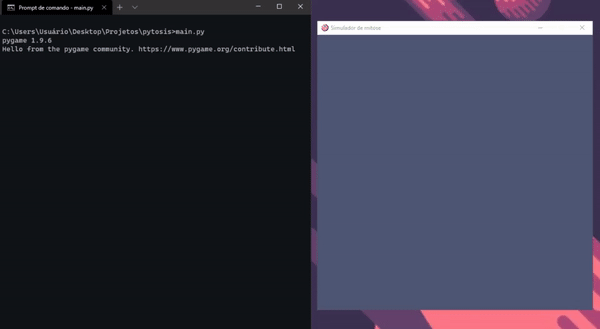 Prompt de comando - main.py
C:\Users\Usuário\Desktop\Projetos\pytosis>main.py
pygame 1.9.6
Hello from the pygame community. https://www.pygame.org/contribute.html
Simulador de mitose